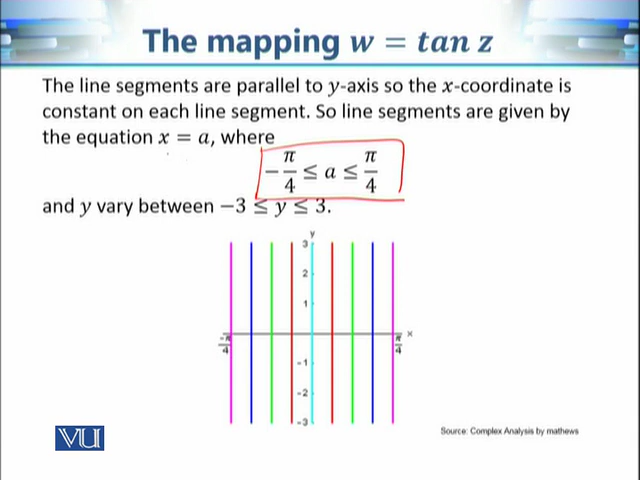 The mapping w = tan z
The line segments are parallel to y-axis so the x-coordinate is
constant on each line segment. So line segments are given by
the equation x = a, where
−π/4 ≤ a ≤ π/4
and y vary between −3 ≤ y ≤ 3.
y
3
2
1
−π/4 π/4 x
-1
-2
-3
Source: Complex Analysis by mathews
VU